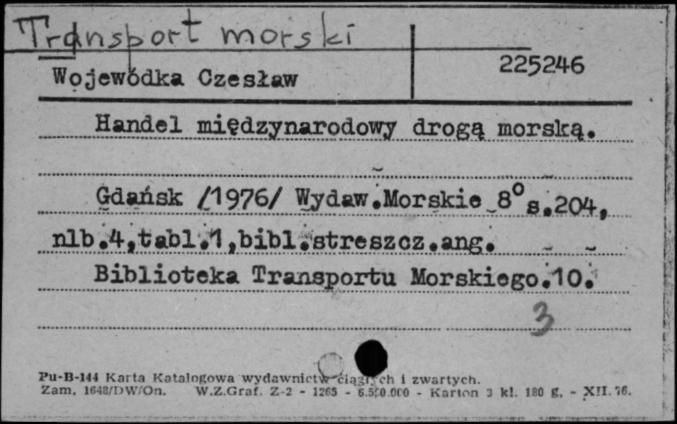 Transport morski
Wojewódka Czesław 225246
Handel międzynarodowy drogą morską.
Gdańsk /1976/ Wydaw.Morskie 8° s.204,
nlb.4,tabl.1,bibl.streszcz.ang.
Biblioteka Transportu Morskiego.10.
3
Pu-B-144 Karta Katalogowa wydawnictw ciągłych i zwartych.
Zam. 1648/DW/On. W.Z.Graf. Z-2 - 1265 - 6.500.000 - Karton 3 kl. 180 g. - XII.76.